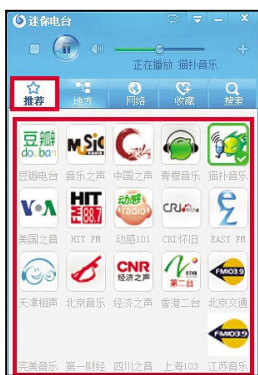 迷你电台
正在播放 猫扑音乐
推荐 地方 网络 收藏 搜索
豆瓣 douban MUSIC radio CRI
豆瓣电台 音乐之声 中国之声 青檬音乐 猫扑音乐
VOA HIT 88.7 动感 radio CRI
美国之音 HIT FM 动感101 CRI怀旧 EAST FM
CNR 经济之声 RTHK 第二台 FM103.9
天津相声 北京音乐 经济之声 香港二台 北京交通
FM103.9
完美音乐 第一财经 四川之音 上海103 江苏音乐